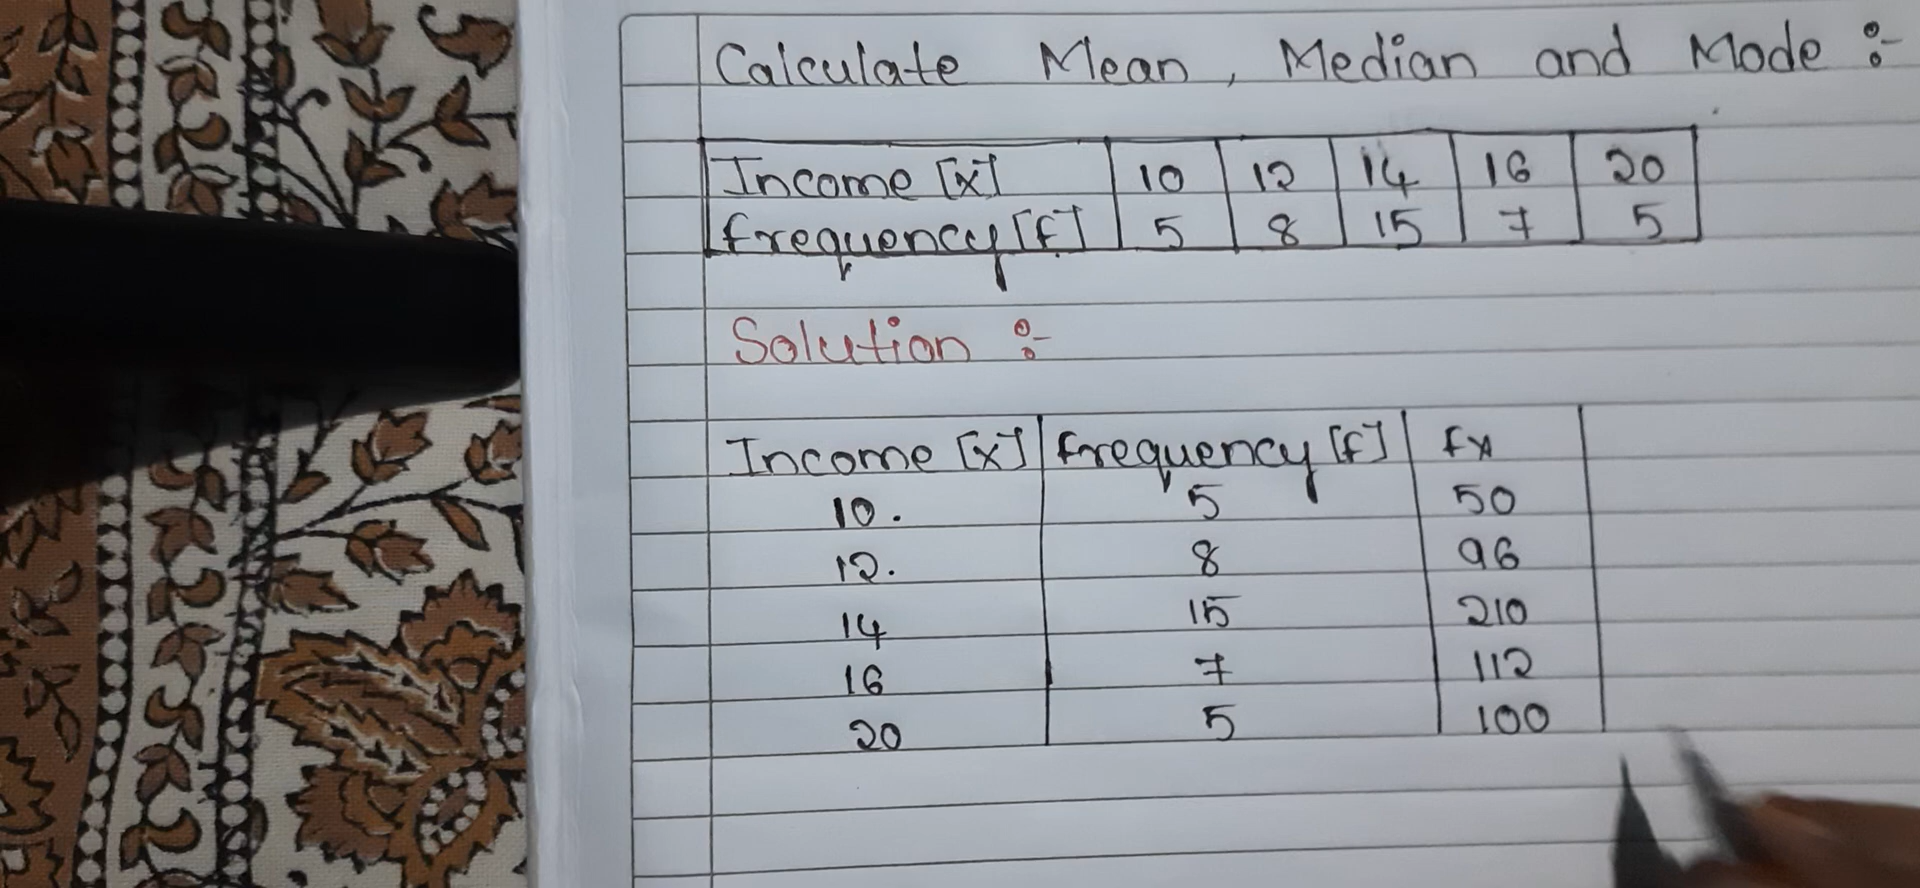 Calculate Mean, Median and Mode :-
Income [x] 10 12 14 16 20
frequency [f] 5 8 15 7 5
Solution :-
Income [x] frequency [f] fx
10. 5 50
12. 8 96
14 15 210
16 7 112
20 5 100